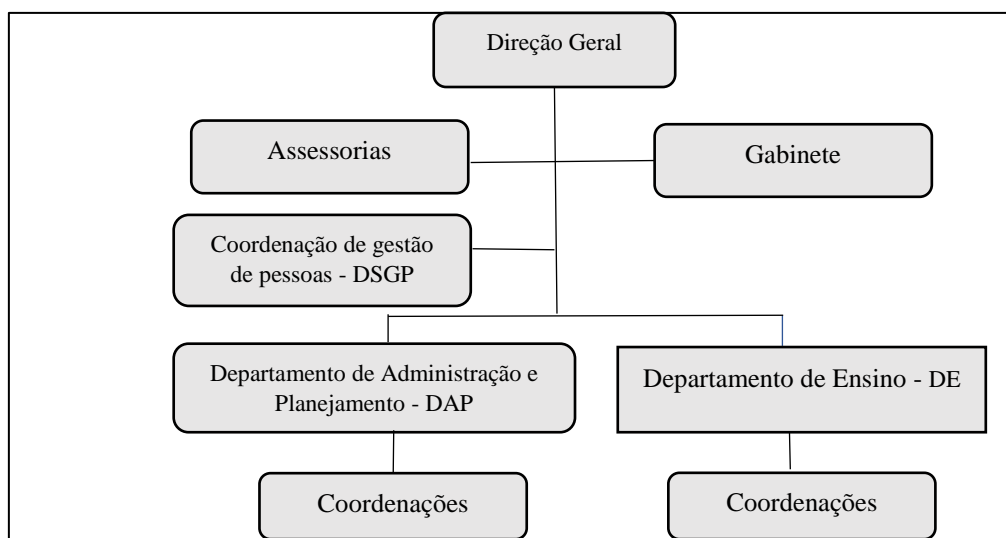 Direção Geral
Assessorias
Gabinete
Coordenação de gestão
de pessoas - DSGP
Departamento de Administração e
Planejamento - DAP
Departamento de Ensino - DE
Coordenações
Coordenações